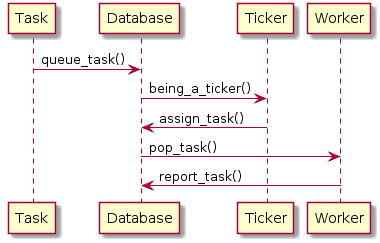 Task Database Ticker Worker
queue_task()
being_a_ticker()
assign_task()
pop_task()
report_task()
Task Database Ticker Worker